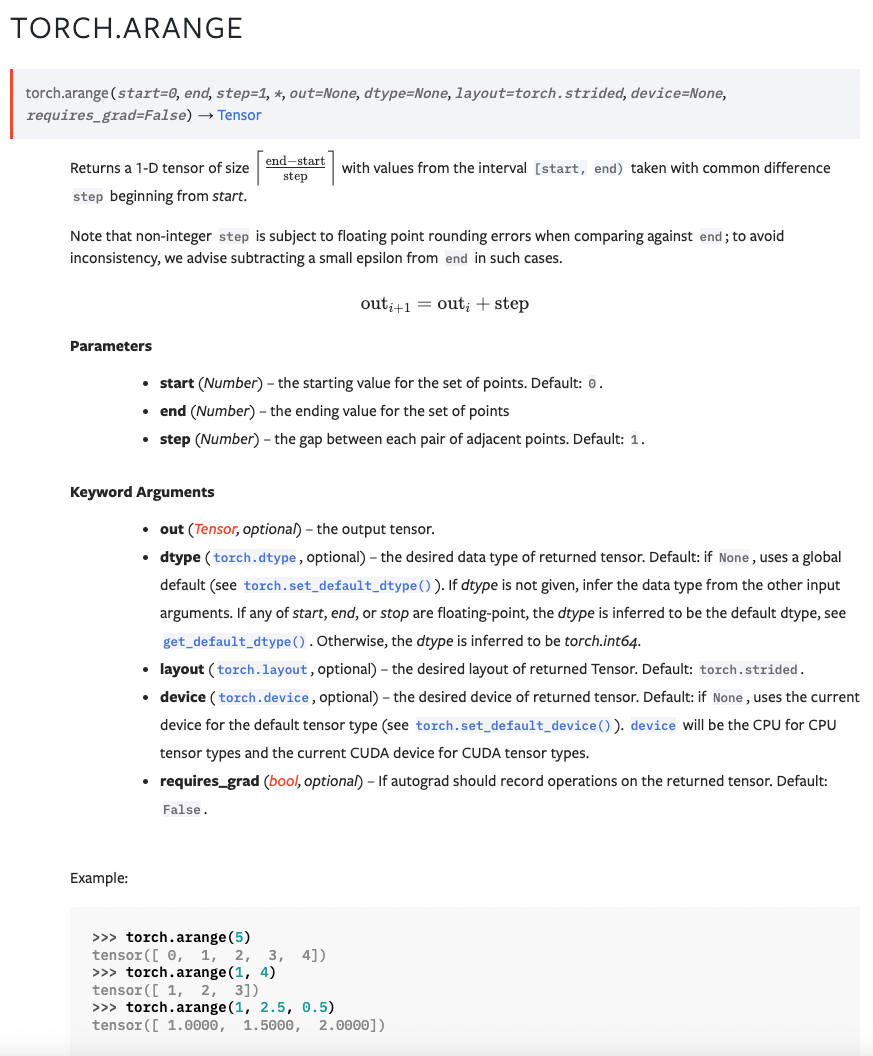 TORCH.ARANGE
torch.arange(start=0, end, step=1, *, out=None, dtype=None, layout=torch.strided, device=None,
requires_grad=False) → Tensor
Returns a 1-D tensor of size ⌈(end−start)/step⌉ with values from the interval [start, end) taken with common difference
step beginning from start.
Note that non-integer step is subject to floating point rounding errors when comparing against end; to avoid
inconsistency, we advise subtracting a small epsilon from end in such cases.
outᵢ₊₁ = outᵢ + step
Parameters
• start (Number) – the starting value for the set of points. Default: 0.
• end (Number) – the ending value for the set of points
• step (Number) – the gap between each pair of adjacent points. Default: 1.
Keyword Arguments
• out (Tensor, optional) – the output tensor.
• dtype (torch.dtype, optional) – the desired data type of returned tensor. Default: if None, uses a global
default (see torch.set_default_dtype()). If dtype is not given, infer the data type from the other input
arguments. If any of start, end, or stop are floating-point, the dtype is inferred to be the default dtype, see
get_default_dtype(). Otherwise, the dtype is inferred to be torch.int64.
• layout (torch.layout, optional) – the desired layout of returned Tensor. Default: torch.strided.
• device (torch.device, optional) – the desired device of returned tensor. Default: if None, uses the current
device for the default tensor type (see torch.set_default_device()). device will be the CPU for CPU
tensor types and the current CUDA device for CUDA tensor types.
• requires_grad (bool, optional) – If autograd should record operations on the returned tensor. Default:
False.
Example:
>>> torch.arange(5)
tensor([ 0,  1,  2,  3,  4])
>>> torch.arange(1, 4)
tensor([ 1,  2,  3])
>>> torch.arange(1, 2.5, 0.5)
tensor([ 1.0000,  1.5000,  2.0000])